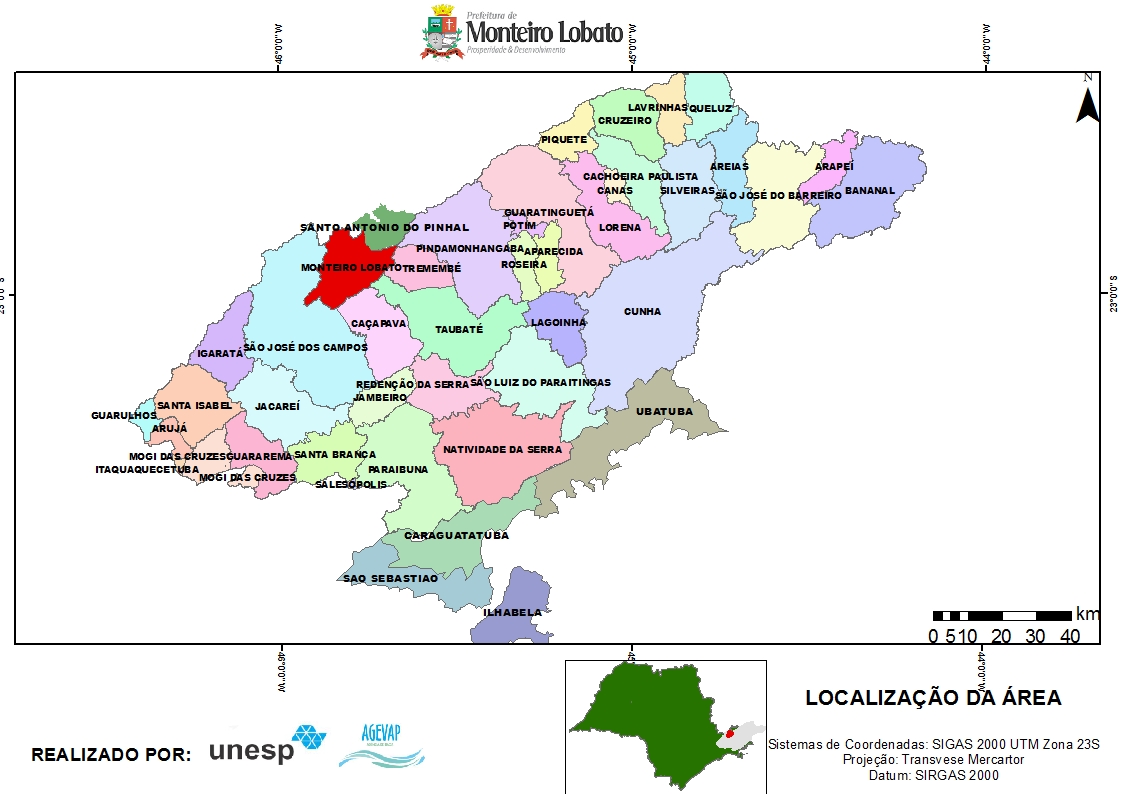 Prefeitura de
Monteiro Lobato
Prosperidade & Desenvolvimento
46°0'0" W
45°0'0" W
44°0'0" W
N
LAVRINHAS
QUELUZ
CRUZEIRO
PIQUETE
AREIAS
ARAPEÍ
CACHOEIRA PAULISTA
CANAS
SILVEIRAS
SÃO JOSÉ DO BARREIRO
BANANAL
GUARATINGUETÁ
POTIM
SANTO ANTONIO DO PINHAL
LORENA
PINDAMONHANGABA
APARECIDA
ROSEIRA
MONTEIRO LOBATO
TREMEMBÉ
23°0'0" S
23°0'0" S
CUNHA
CAÇAPAVA
LAGOINHA
TAUBATÉ
IGARATÁ
SÃO JOSÉ DOS CAMPOS
REDENÇÃO DA SERRA
SÃO LUIZ DO PARAITINGAS
JAMBEIRO
SANTA ISABEL
JACAREÍ
UBATUBA
GUARULHOS
ARUJÁ
NATIVIDADE DA SERRA
MOGI DAS CRUZES
GUARAREMA
SANTA BRANCA
ITAQUAQUECETUBA
PARAIBUNA
MOGI DAS CRUZES
SALESÓPOLIS
CARAGUATATUBA
SAO SEBASTIAO
ILHABELA
km
0 5 10 20 30 40
46°0'0" W
45
44°0'0" W
LOCALIZAÇÃO DA ÁREA
REALIZADO POR:
unesp
AGEVAP
Sistemas de Coordenadas: SIGAS 2000 UTM Zona 23S
Projeção: Transvese Mercartor
Datum: SIRGAS 2000